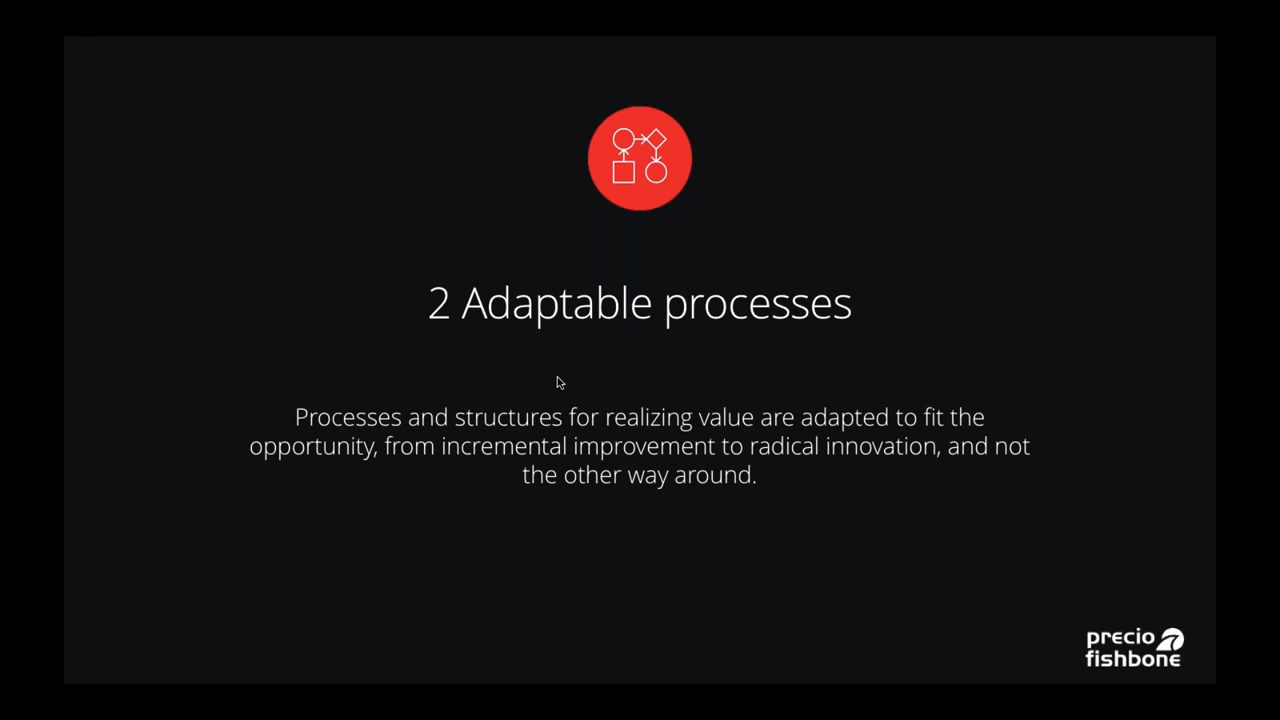 2 Adaptable processes
Processes and structures for realizing value are adapted to fit the
opportunity, from incremental improvement to radical innovation, and not
the other way around.
precio
fishbone